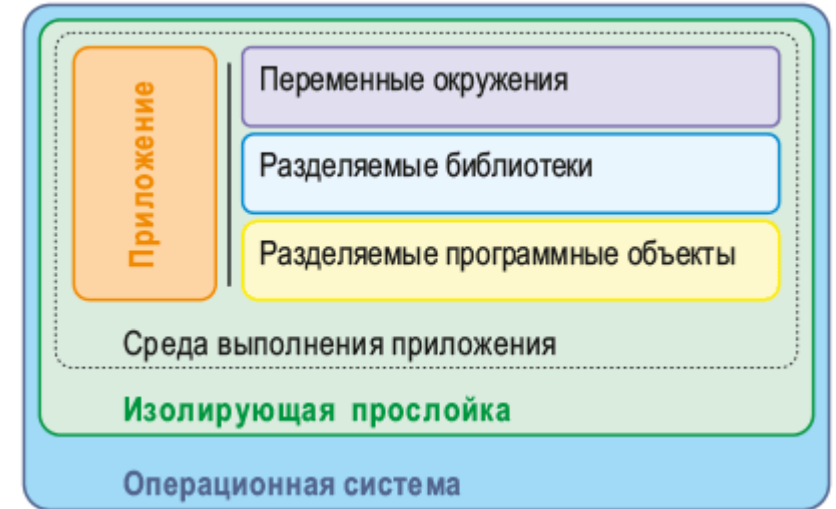 Приложение
Переменные окружения
Разделяемые библиотеки
Разделяемые программные объекты
Среда выполнения приложения
Изолирующая прослойка
Операционная система